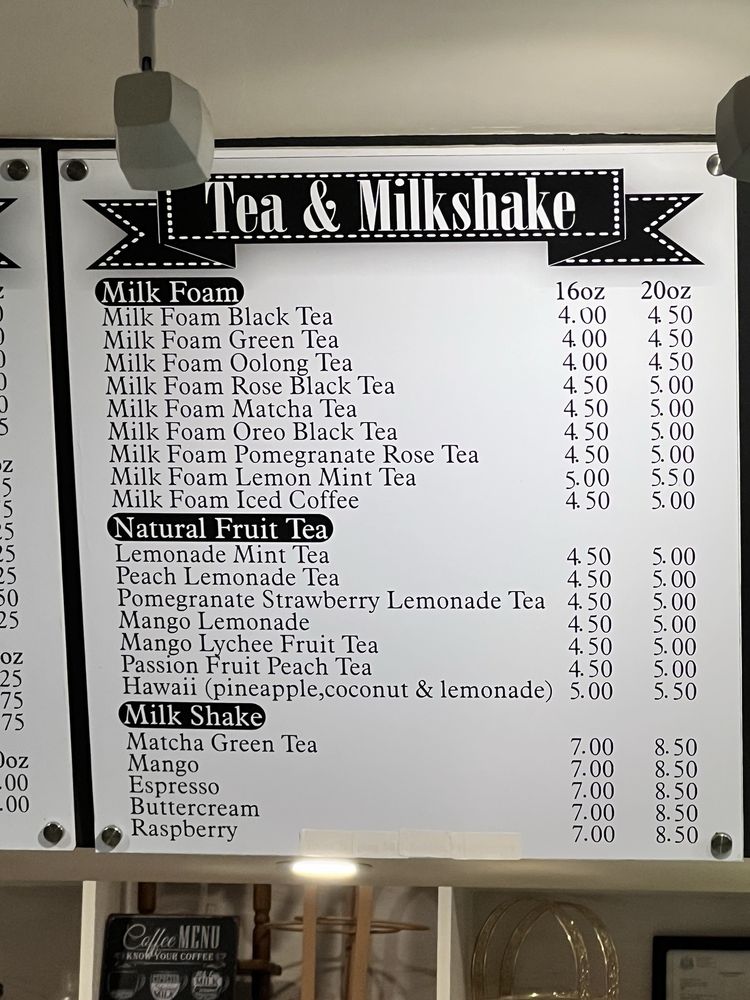 Tea & Milkshake
Milk Foam 16oz 20oz
Milk Foam Black Tea 4.00 4.50
Milk Foam Green Tea 4.00 4.50
Milk Foam Oolong Tea 4.00 4.50
Milk Foam Rose Black Tea 4.50 5.00
Milk Foam Matcha Tea 4.50 5.00
Milk Foam Oreo Black Tea 4.50 5.00
Milk Foam Pomegranate Rose Tea 4.50 5.00
Milk Foam Lemon Mint Tea 5.00 5.50
Milk Foam Iced Coffee 4.50 5.00
Natural Fruit Tea
Lemonade Mint Tea 4.50 5.00
Peach Lemonade Tea 4.50 5.00
Pomegranate Strawberry Lemonade Tea 4.50 5.00
Mango Lemonade 4.50 5.00
Mango Lychee Fruit Tea 4.50 5.00
Passion Fruit Peach Tea 4.50 5.00
Hawaii (pineapple,coconut & lemonade) 5.00 5.50
Milk Shake
Matcha Green Tea 7.00 8.50
Mango 7.00 8.50
Espresso 7.00 8.50
Buttercream 7.00 8.50
Raspberry 7.00 8.50
Coffee MENU
KNOW YOUR COFFEE